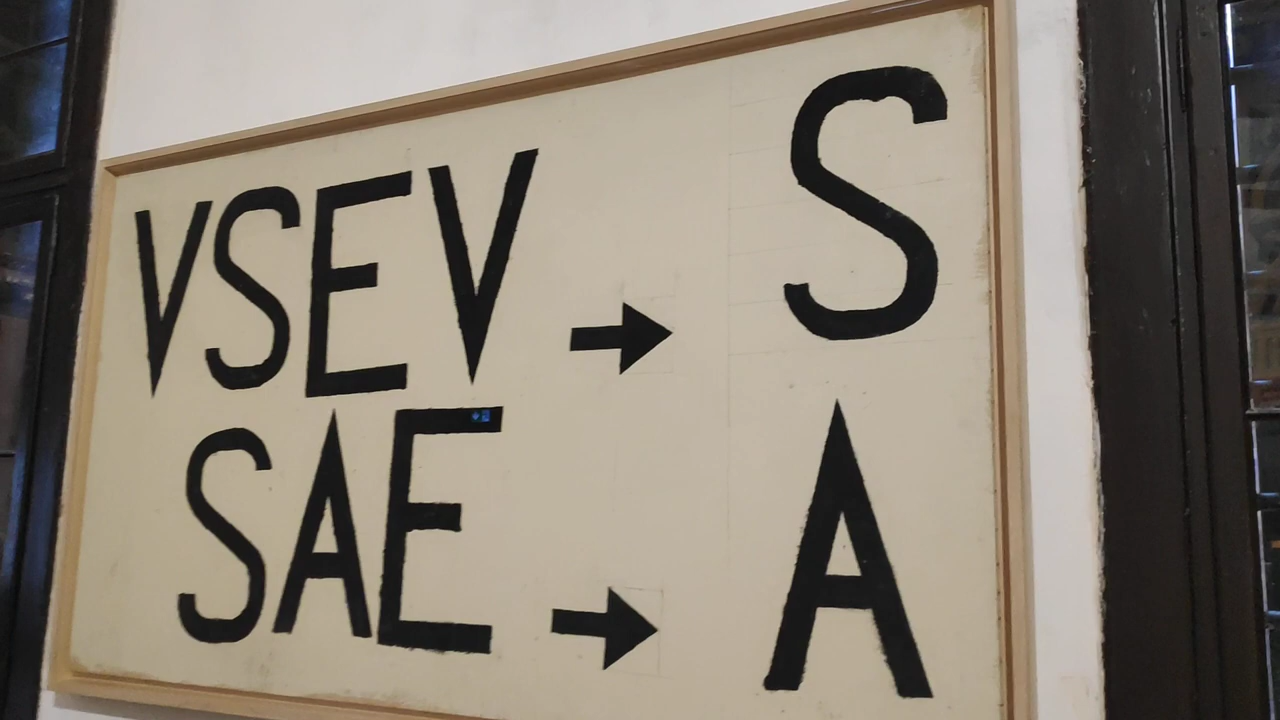 VSEV → S
SAE → A